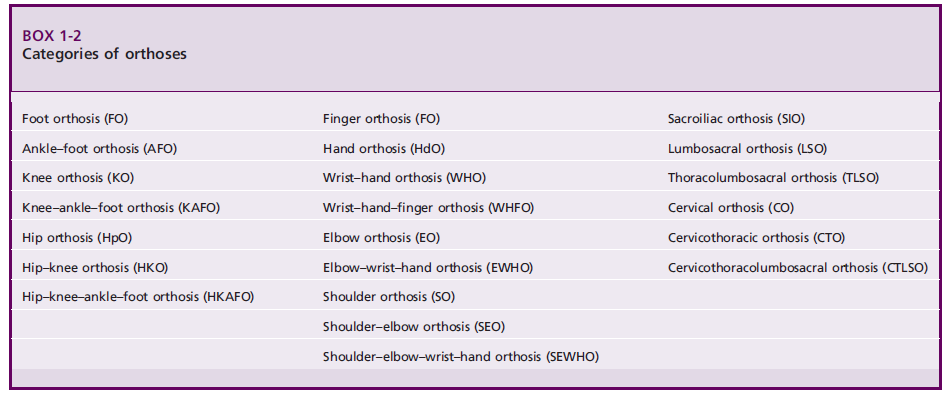 BOX 1-2
Categories of orthoses
Foot orthosis (FO)
Ankle–foot orthosis (AFO)
Knee orthosis (KO)
Knee–ankle–foot orthosis (KAFO)
Hip orthosis (HpO)
Hip–knee orthosis (HKO)
Hip–knee–ankle–foot orthosis (HKAFO)
Finger orthosis (FO)
Hand orthosis (HdO)
Wrist–hand orthosis (WHO)
Wrist–hand–finger orthosis (WHFO)
Elbow orthosis (EO)
Elbow–wrist–hand orthosis (EWHO)
Shoulder orthosis (SO)
Shoulder–elbow orthosis (SEO)
Shoulder–elbow–wrist–hand orthosis (SEWHO)
Sacroiliac orthosis (SIO)
Lumbosacral orthosis (LSO)
Thoracolumbosacral orthosis (TLSO)
Cervical orthosis (CO)
Cervicothoracic orthosis (CTO)
Cervicothoracolumbosacral orthosis (CTLSO)